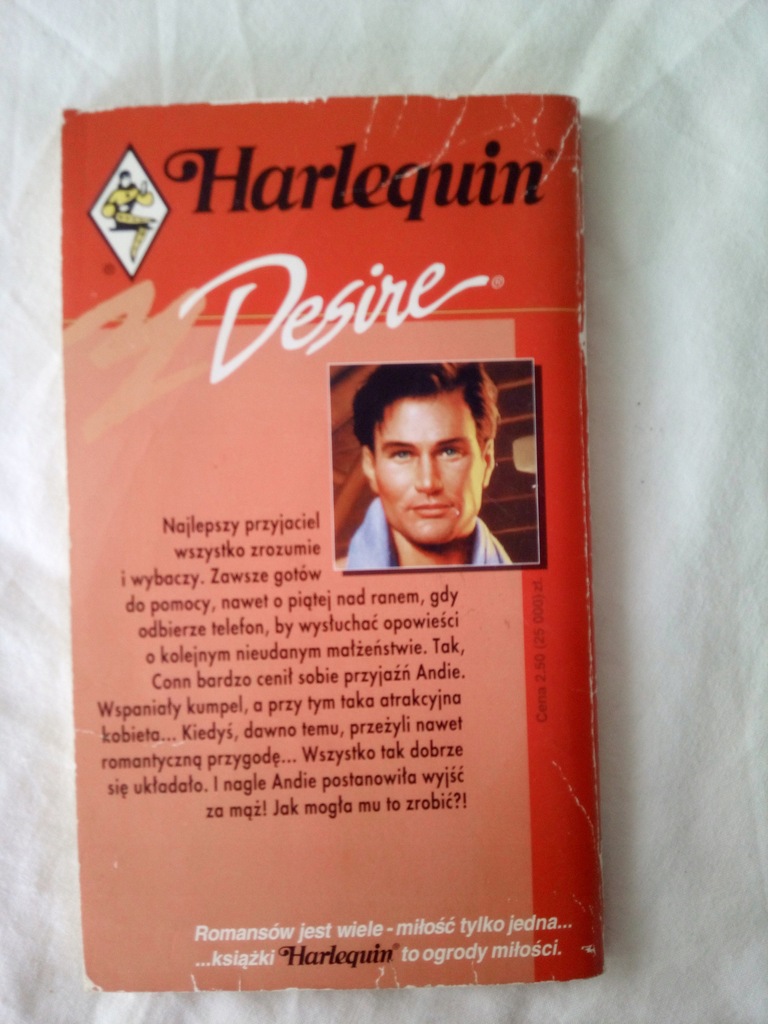 Harlequin®
®
Desire®
Najlepszy przyjaciel
wszystko zrozumie
i wybaczy. Zawsze gotów
do pomocy, nawet o piątej nad ranem, gdy
odbierze telefon, by wysłuchać opowieści
o kolejnym nieudanym małżeństwie. Tak,
Conn bardzo cenił sobie przyjaźń Andie.
Wspaniały kumpel, a przy tym taka atrakcyjna
kobieta... Kiedyś, dawno temu, przeżyli nawet
romantyczną przygodę... Wszystko tak dobrze
się układało. I nagle Andie postanowiła wyjść
za mąż! Jak mogła mu to zrobić?!
Cena 2.50 (25 000) zł.
Romansów jest wiele - miłość tylko jedna...
...książki Harlequin® to ogrody miłości.